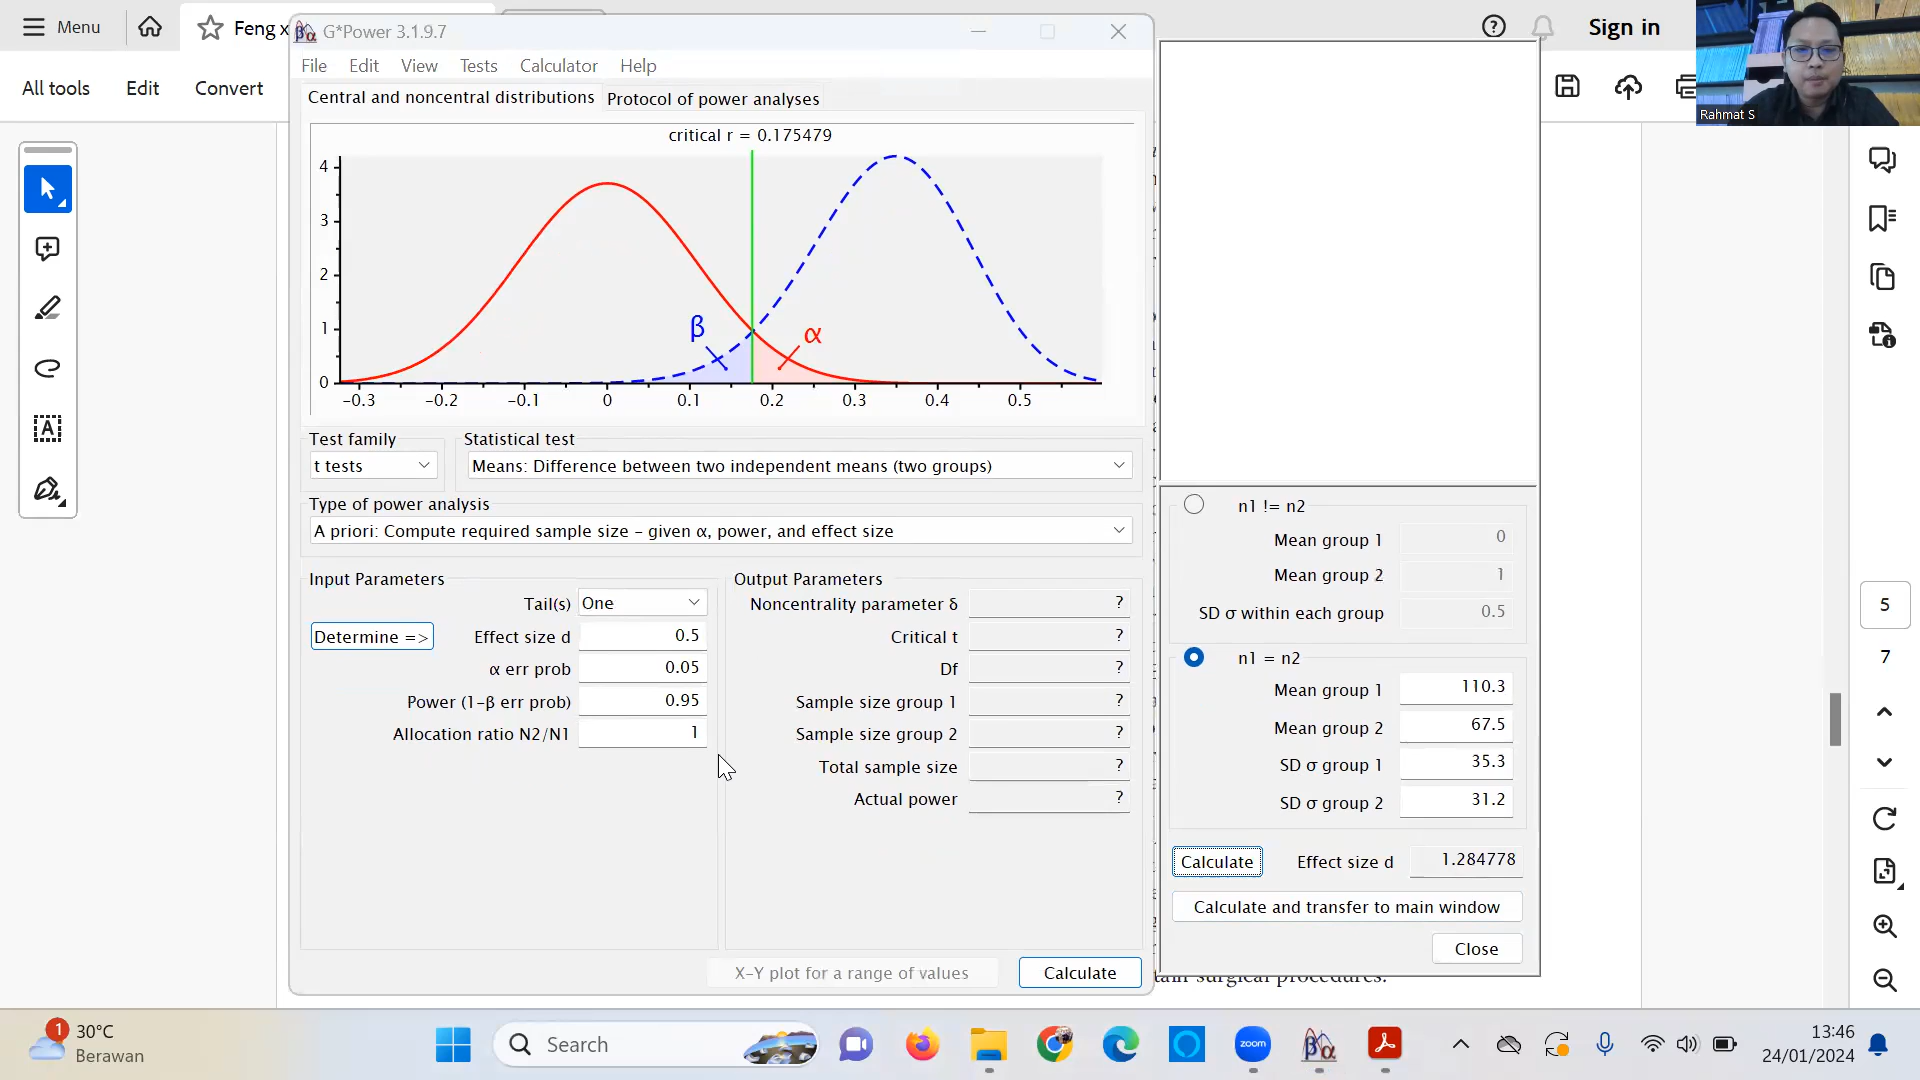 Menu
Feng x
G*Power 3.1.9.7
Sign in
All tools
Edit
Convert
File Edit View Tests Calculator Help
Central and noncentral distributions
Protocol of power analyses
critical r = 0.175479
4
3
2
1
0
β
α
-0.3 -0.2 -0.1 0 0.1 0.2 0.3 0.4 0.5
Test family
t tests
Statistical test
Means: Difference between two independent means (two groups)
Type of power analysis
A priori: Compute required sample size - given α, power, and effect size
Input Parameters
Tail(s) One
Determine => Effect size d 0.5
α err prob 0.05
Power (1-β err prob) 0.95
Allocation ratio N2/N1 1
Output Parameters
Noncentrality parameter δ ?
Critical t ?
Df ?
Sample size group 1 ?
Sample size group 2 ?
Total sample size ?
Actual power ?
X-Y plot for a range of values
Calculate
n1 != n2
Mean group 1 0
Mean group 2 1
SD σ within each group 0.5
n1 = n2
Mean group 1 110.3
Mean group 2 67.5
SD σ group 1 35.3
SD σ group 2 31.2
Calculate Effect size d 1.284778
Calculate and transfer to main window
Close
tain surgical procedures.
Rahmat S
5
7
1
30°C
Berawan
Search
zoom
βα
13:46
24/01/2024